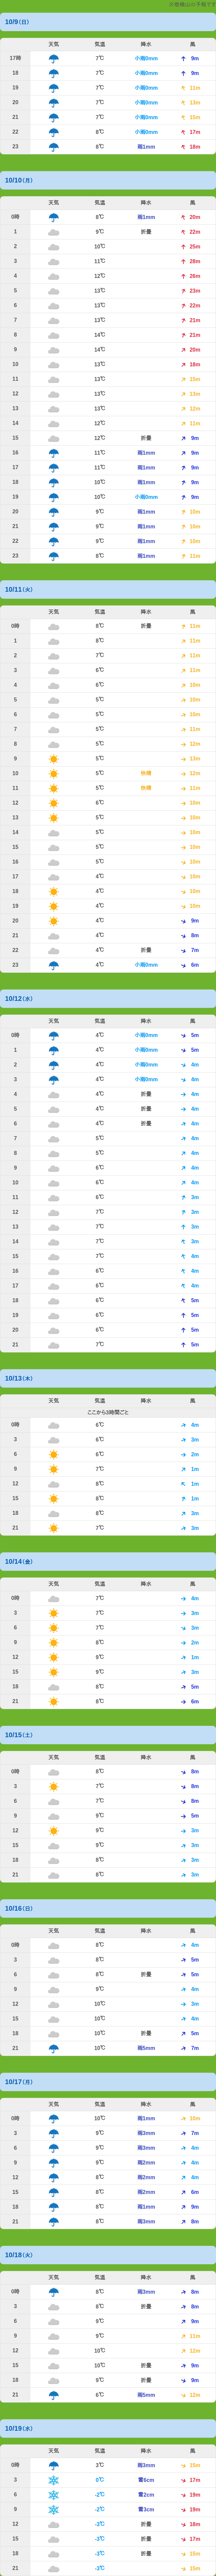 10/9(日)
天気 気温 降水 風
17時 7℃ 小雨0mm 9m
18 7℃ 小雨0mm 9m
19 7℃ 小雨0mm 11m
20 7℃ 小雨0mm 15m
21 7℃ 小雨0mm 15m
22 8℃ 小雨0mm 17m
23 8℃ 雨1mm 18m
10/10(月)
天気 気温 降水 風
0時 8℃ 雨1mm 20m
1 9℃ 折曇 22m
2 10℃ 25m
3 11℃ 28m
4 12℃ 26m
5 13℃ 23m
6 13℃ 22m
7 13℃ 21m
8 14℃ 21m
9 14℃ 20m
10 13℃ 18m
11 13℃ 15m
12 13℃ 13m
13 13℃ 12m
14 12℃ 11m
15 12℃ 折曇 9m
16 11℃ 雨1mm 9m
17 11℃ 雨1mm 9m
18 10℃ 雨1mm 9m
19 10℃ 小雨0mm 9m
20 9℃ 雨1mm 10m
21 9℃ 雨1mm 10m
22 9℃ 雨1mm 10m
23 8℃ 雨1mm 11m
10/11(火)
天気 気温 降水 風
0時 8℃ 折曇 11m
1 8℃ 11m
2 7℃ 11m
3 6℃ 11m
4 6℃ 10m
5 5℃ 10m
6 5℃ 10m
7 5℃ 11m
8 5℃ 12m
9 5℃ 15m
10 5℃ 快晴 12m
11 5℃ 快晴 11m
12 6℃ 10m
13 5℃ 10m
14 5℃ 10m
15 5℃ 10m
16 5℃ 10m
17 4℃ 10m
18 4℃ 10m
19 4℃ 10m
20 4℃ 9m
21 4℃ 8m
22 4℃ 折曇 7m
23 4℃ 小雨0mm 6m
10/12(水)
天気 気温 降水 風
0時 4℃ 小雨0mm 5m
1 4℃ 小雨0mm 5m
2 4℃ 小雨0mm 4m
3 4℃ 小雨0mm 4m
4 4℃ 折曇 4m
5 4℃ 折曇 4m
6 4℃ 折曇 4m
7 5℃ 4m
8 5℃ 4m
9 6℃ 4m
10 6℃ 4m
11 6℃ 3m
12 7℃ 3m
13 7℃ 3m
14 7℃ 3m
15 7℃ 4m
16 6℃ 4m
17 6℃ 4m
18 6℃ 5m
19 6℃ 5m
20 6℃ 5m
21 7℃ 5m
10/13(木)
天気 気温 降水 風
ここから3時間ごと
0時 6℃ 4m
3 6℃ 3m
6 6℃ 2m
9 7℃ 1m
12 8℃ 1m
15 8℃ 1m
18 8℃ 3m
21 7℃ 3m
10/14(金)
天気 気温 降水 風
0時 7℃ 4m
3 7℃ 3m
6 7℃ 3m
9 8℃ 2m
12 9℃ 1m
15 9℃ 3m
18 8℃ 5m
21 8℃ 6m
10/15(土)
天気 気温 降水 風
0時 8℃ 8m
3 7℃ 8m
6 7℃ 8m
9 9℃ 5m
12 9℃ 3m
15 9℃ 3m
18 8℃ 3m
21 8℃ 3m
10/16(日)
天気 気温 降水 風
0時 8℃ 4m
3 8℃ 5m
6 8℃ 折曇 5m
9 9℃ 4m
12 10℃ 3m
15 10℃ 4m
18 10℃ 折曇 5m
21 10℃ 雨5mm 7m
10/17(月)
天気 気温 降水 風
0時 10℃ 雨1mm 10m
3 9℃ 雨3mm 7m
6 9℃ 雨3mm 4m
9 9℃ 雨2mm 4m
12 8℃ 雨2mm 4m
15 8℃ 雨2mm 6m
18 8℃ 雨1mm 9m
21 8℃ 雨3mm 8m
10/18(火)
天気 気温 降水 風
0時 8℃ 雨3mm 8m
3 8℃ 折曇 8m
6 9℃ 9m
9 9℃ 11m
12 10℃ 12m
15 10℃ 折曇 9m
18 9℃ 折曇 9m
21 6℃ 雨5mm 12m
10/19(水)
天気 気温 降水 風
0時 3℃ 雨3mm 15m
3 0℃ 雪6cm 17m
6 -2℃ 雪2cm 19m
9 -2℃ 雪3cm 19m
12 -3℃ 折曇 18m
15 -3℃ 折曇 17m
18 -3℃ 折曇 15m
21 -3℃ 15m